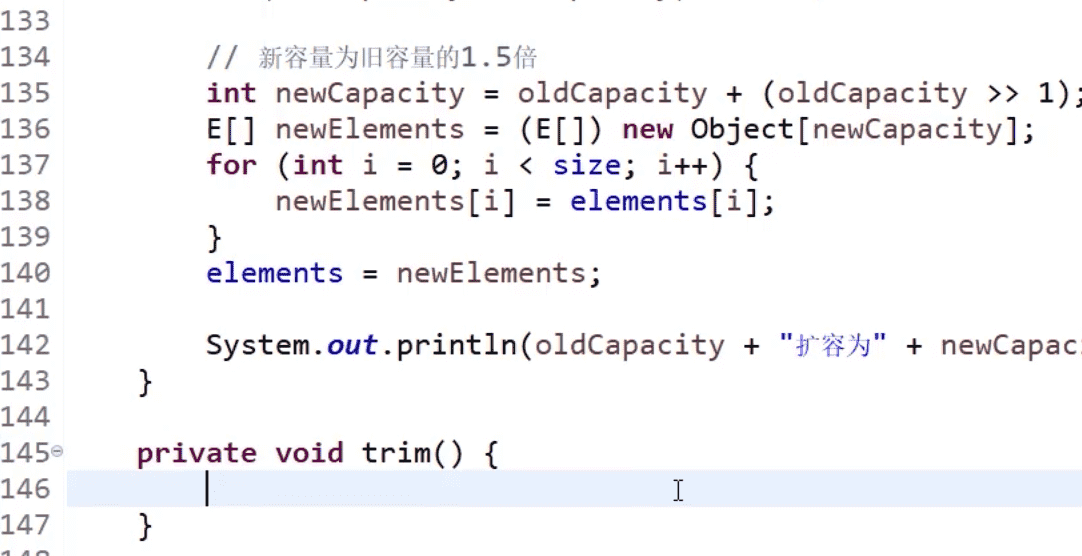 133
134 // 新容量为旧容量的1.5倍
135 int newCapacity = oldCapacity + (oldCapacity >> 1);
136 E[] newElements = (E[]) new Object[newCapacity];
137 for (int i = 0; i < size; i++) {
138 newElements[i] = elements[i];
139 }
140 elements = newElements;
141
142 System.out.println(oldCapacity + "扩容为" + newCapac
143 }
144
145 private void trim() {
146
147 }